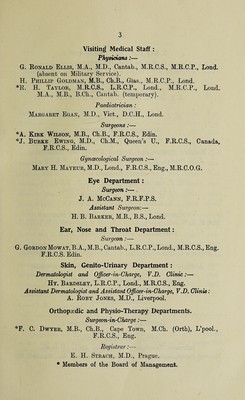 3
Visiting Medical Staff :
Physicians :—
G. Ronald Ellis, M.A., M.D., Cantab., M.R.C.S., M.R.C.P., Lond.
(absent on Military Service).
H. Phillip Goldman, M.B., Ch.B., Glas., M.R.C.P., Lond.
*R. H. Taylor, M.R.C.S., L.R.C.P., Lond., M.R.C.P., Lond.
M.A., M.B., B.Ch., Cantab. (temporary).
Paediatrician :
Margaret Egan, M.D., Vict., D.C.H., Lond.
Surgeons :—
*A. Kirk Wilson, M.B., Ch.B., F.R.C.S., Edin.
*J. Burke Ewing, M.D., Ch.M., Queen's U., F.R.C.S., Canada,
F.R.C.S., Edin.
Gynæcological Surgeon :—
Mary H. Mayeur, M.D., Lond., F.R.C.S., Eng., M.R.C.O.G.
Eye Department :
Surgeon :—
J. A. McCann, F.R.F.P.S.
Assistant Surgeon:—
H. B. Barker, M.B., B.S., Lond.
Ear, Nose and Throat Department :
Surgeon :—
G. Gordon Mowat, B.A., M.B., Cantab., L.R.C.P., Lond., M.R.C.S., Eng.
F.R.C.S. Edin.
Skin, Genito-Urinary Department :
Dermatologist and Officer-in-Charge, V.D. Clinic :—
Hy. Bardsley, L.R.C.P., Lond., M.R.C.S., Eng.
Assistant Dermatologist and Assistant Officer-in-Charge, V.D. Clinic :
A. Rory Jones, M.D., Liverpool.
Orthopædic and Physio-Therapy Departments.
Surgeon-in-Charge :—
*F. C. Dwyer, M.B., Ch.B., Cape Town, M.Ch. (Orth), L'pool.,
F.R.C.S., Eng.
Registrar :—
E. H. Strach, M.D., Prague.
* Members of the Board of Management.